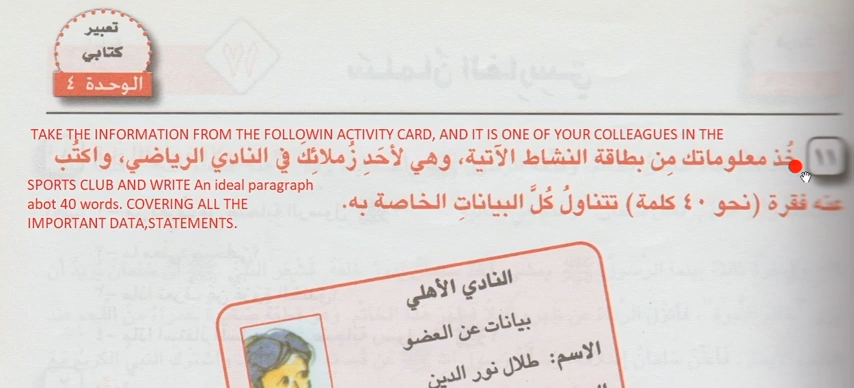 تعبير
كتابي
الوحدة ٤
TAKE THE INFORMATION FROM THE FOLLOWIN ACTIVITY CARD, AND IT IS ONE OF YOUR COLLEAGUES IN THE
١١ خُذ معلوماتك مِن بطاقة النشاط الآتية، وهي لأحَدِ زُملائِكَ في النادي الرياضي، واكتُب
SPORTS CLUB AND WRITE An ideal paragraph
abot 40 words. COVERING ALL THE
IMPORTANT DATA,STATEMENTS.
عنه فقرة (نحو ٤٠ كلمة) تتناولُ كُلَّ البياناتِ الخاصة به.
النادي الأهلي
بيانات عن العضو
الاسم: طلال نور الدين